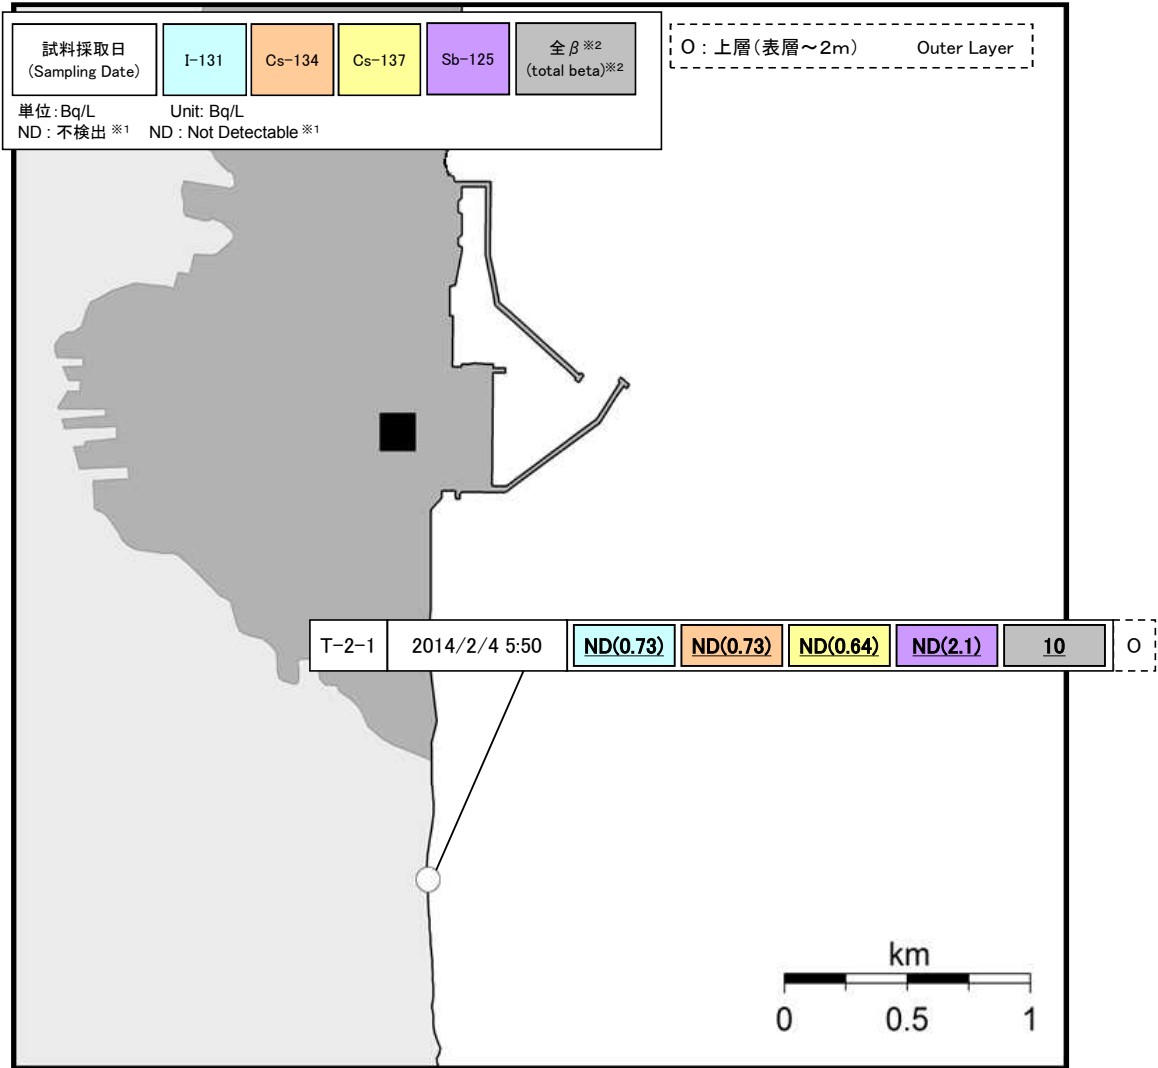 試料採取日
(Sampling Date)
I-131
Cs-134
Cs-137
Sb-125
全β※2
(total beta)※2
単位:Bq/L Unit: Bq/L
ND : 不検出 ※1 ND : Not Detectable ※1
O : 上層(表層~2m) Outer Layer
T-2-1 2014/2/4 5:50 ND(0.73) ND(0.73) ND(0.64) ND(2.1) 10 O
km
0 0.5 1